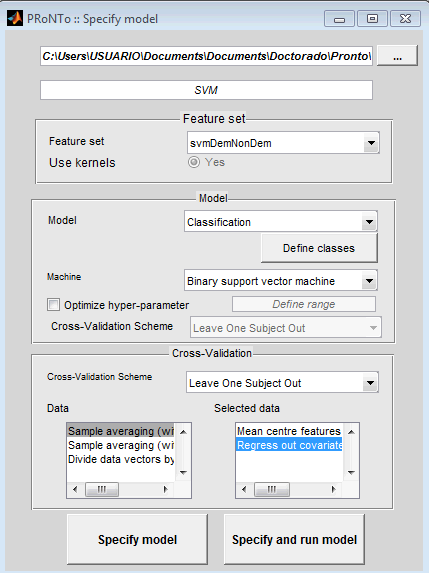 PRoNTo :: Specify model
C:\Users\USUARIO\Documents\Documents\Doctorado\Pronto\
...
SVM
Feature set
Feature set
svmDemNonDem
Use kernels
Yes
Model
Model
Classification
Define classes
Machine
Binary support vector machine
Optimize hyper-parameter
Define range
Cross-Validation Scheme
Leave One Subject Out
Cross-Validation
Cross-Validation Scheme
Leave One Subject Out
Data
Selected data
Sample averaging (wi
Sample averaging (wi
Divide data vectors by
Mean centre features
Regress out covariate
Specify model
Specify and run model